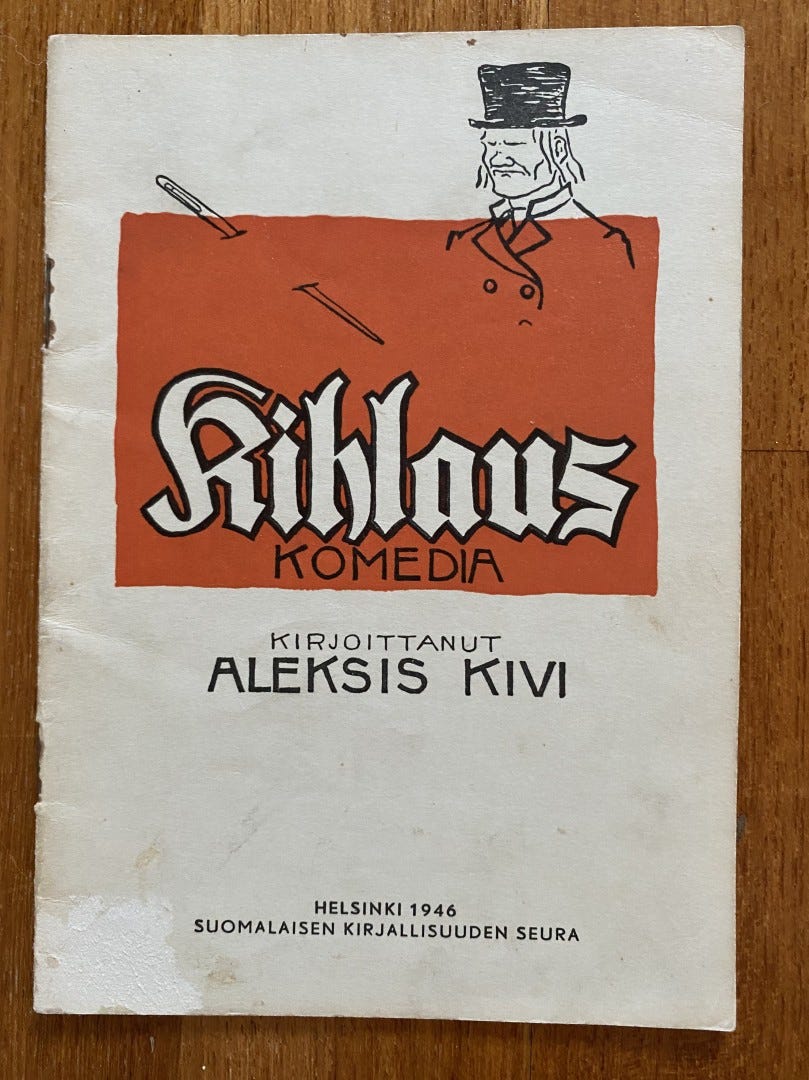 Kihlaus
KOMEDIA
KIRJOITTANUT
ALEKSIS KIVI
HELSINKI 1946
SUOMALAISEN KIRJALLISUUDEN SEURA